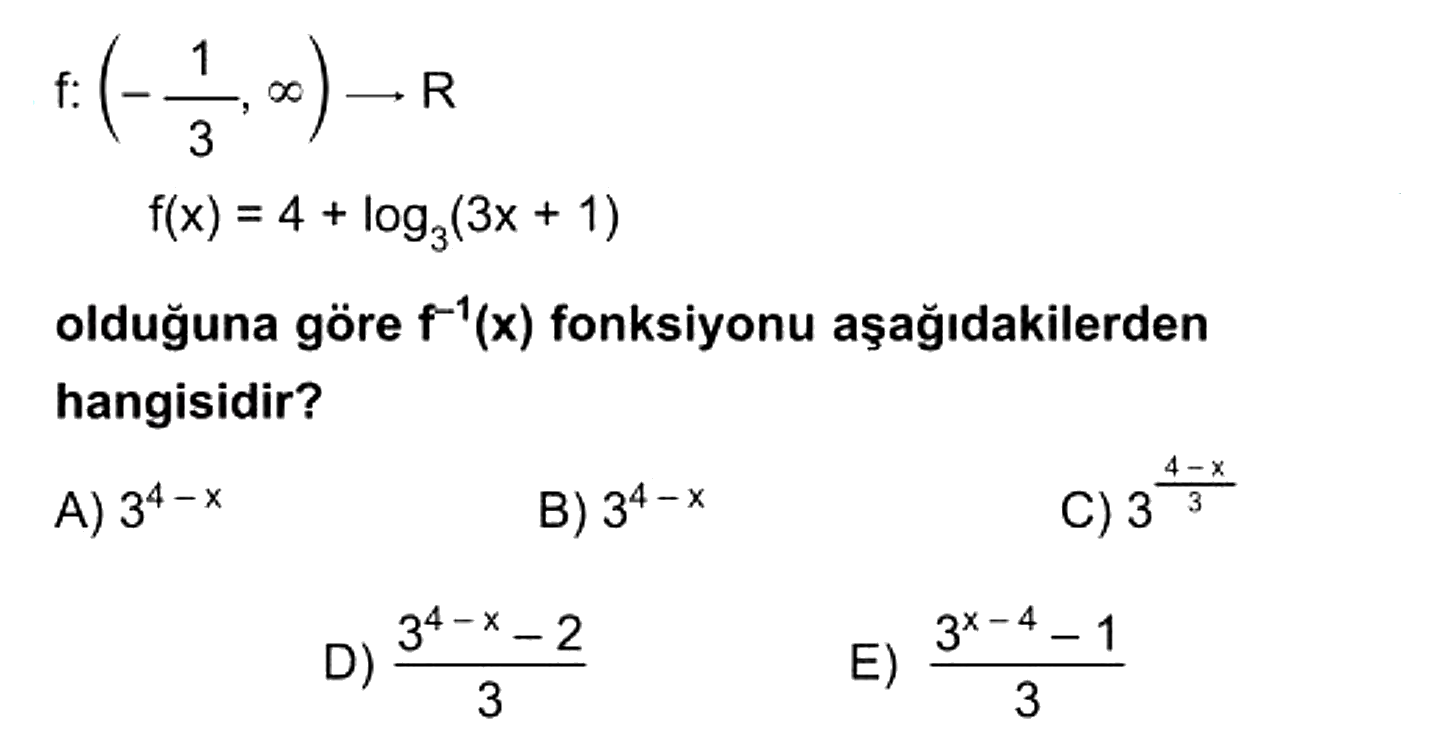 f: (-1/3, ∞) → R
f(x) = 4 + log₃(3x + 1)
olduğuna göre f⁻¹(x) fonksiyonu aşağıdakilerden
hangisidir?
A) 3^(4 – x) B) 3^(4 – x) C) 3^((4 – x)/3)
D) (3^(4 – x) – 2)/3 E) (3^(x – 4) – 1)/3